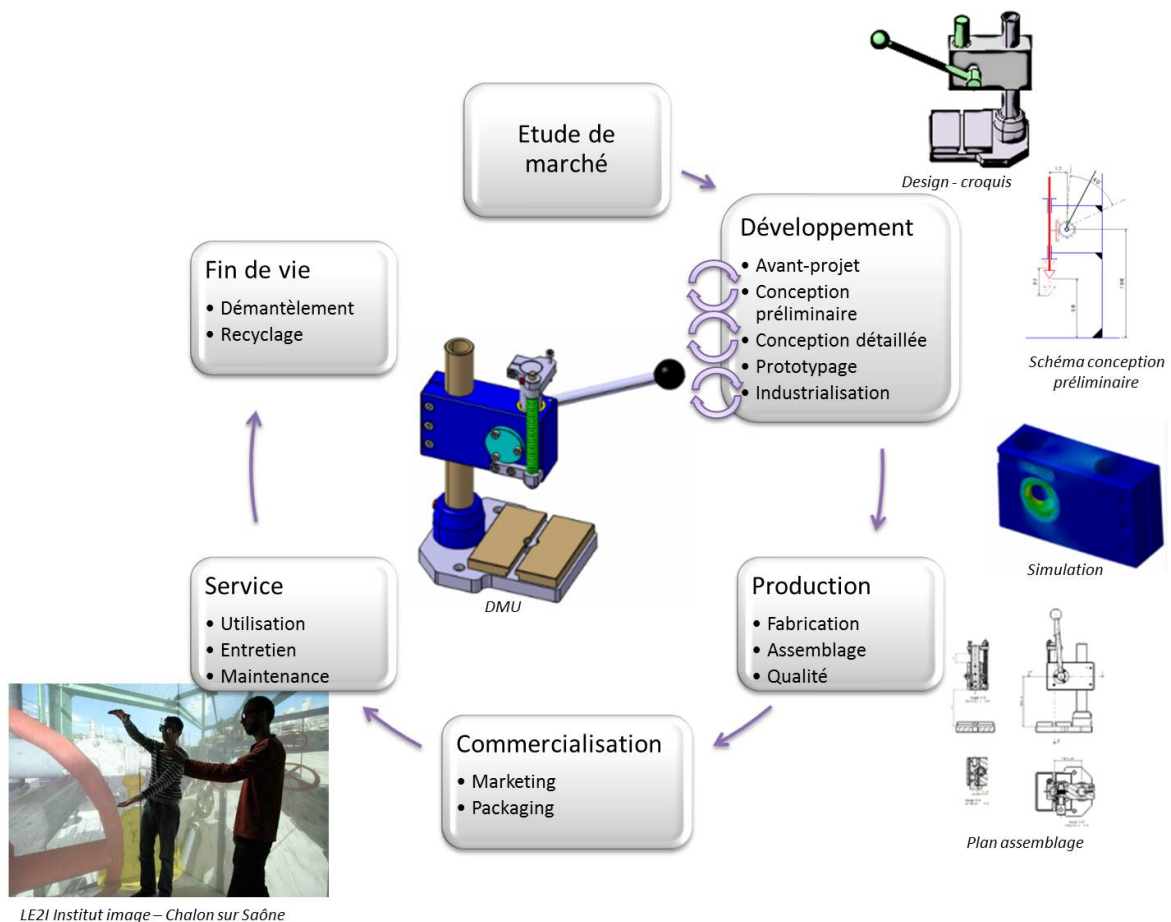 Etude de
marché
Design - croquis
Développement
• Avant-projet
• Conception
préliminaire
• Conception détaillée
• Prototypage
• Industrialisation
Schéma conception
préliminaire
Fin de vie
• Démantèlement
• Recyclage
DMU
Simulation
Service
• Utilisation
• Entretien
• Maintenance
Production
• Fabrication
• Assemblage
• Qualité
Commercialisation
• Marketing
• Packaging
Plan assemblage
LE2I Institut image – Chalon sur Saône